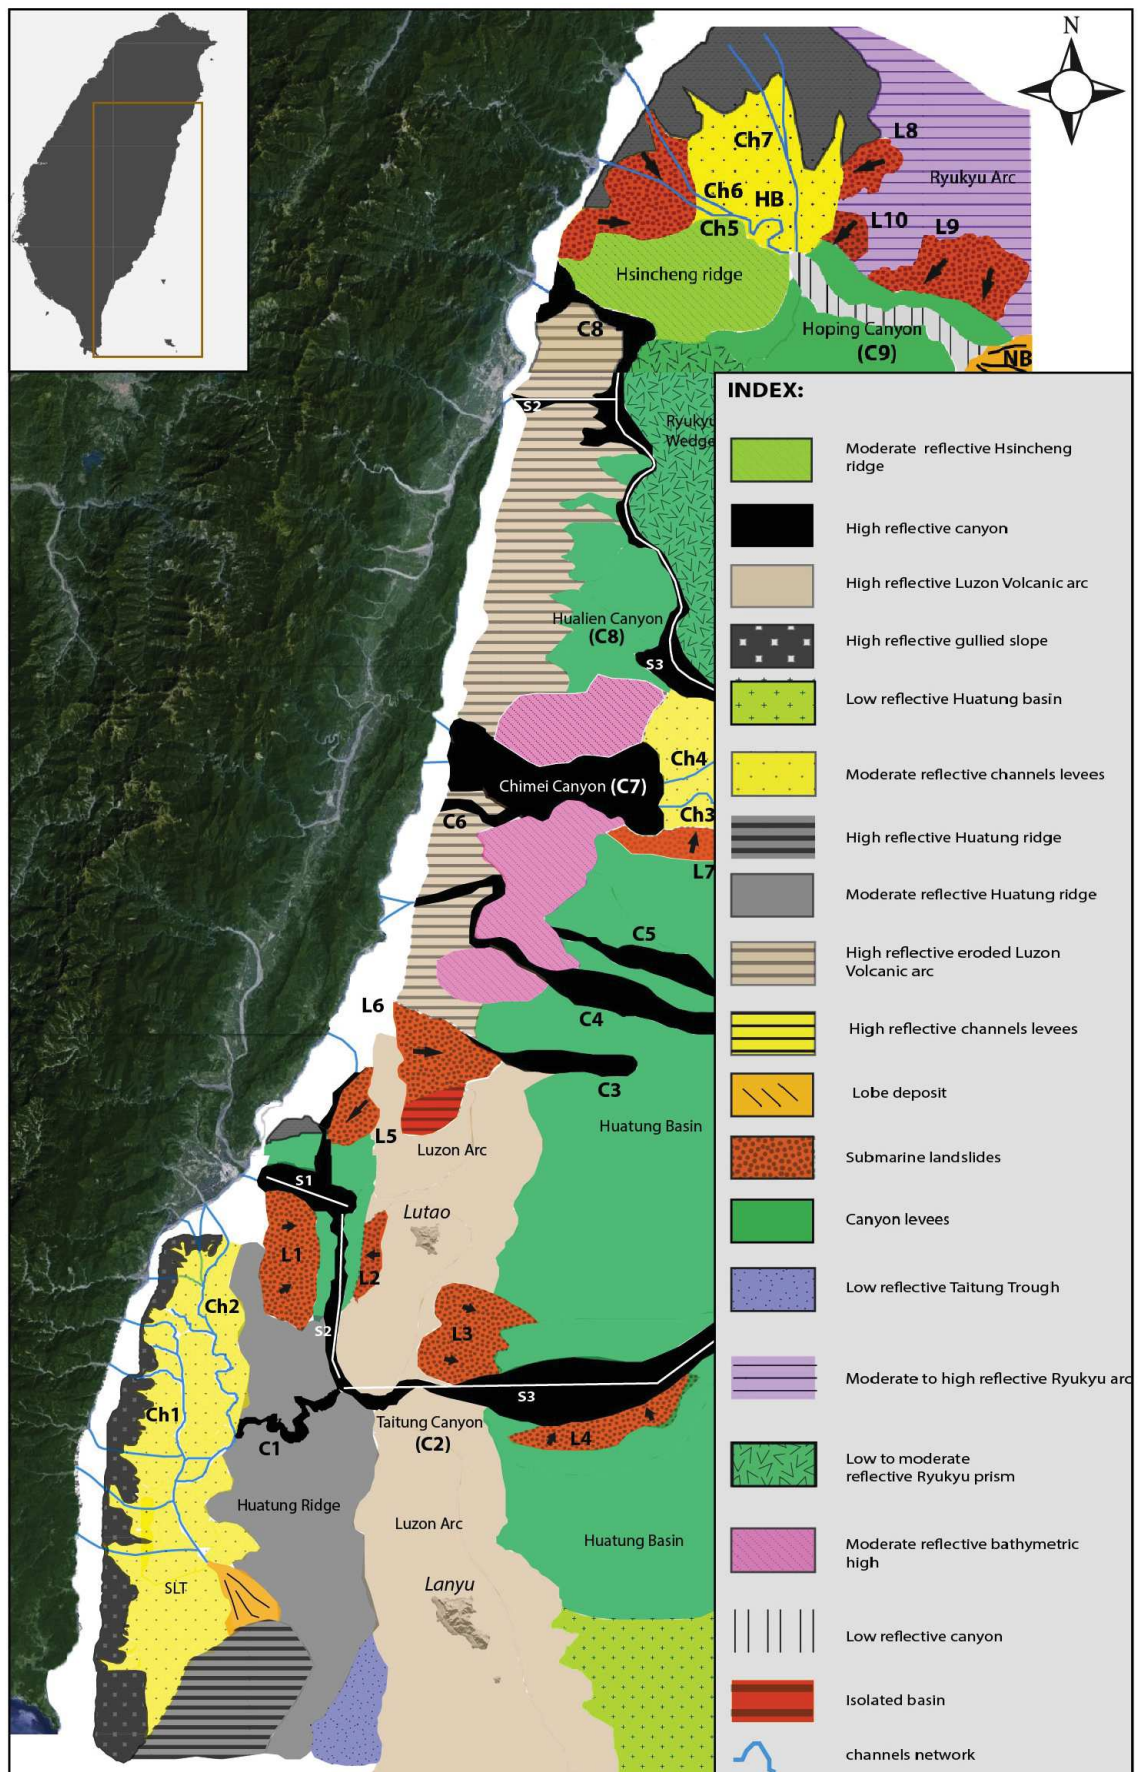 N
L8
Ch7
Ryukyu Arc
Ch6
HB
L10
L9
Ch5
Hsincheng ridge
C8
Hoping Canyon
(C9)
NB
S2
Ryukyu
Wedge
Hualien Canyon
(C8)
S3
Ch4
Chimei Canyon (C7)
C6
Ch3
L7
C5
L6
C4
C3
Huatung Basin
L5
Luzon Arc
S1
Lutao
L1
L2
Ch2
S2
L3
S3
Ch1
Taitung Canyon
(C2)
C1
L4
Huatung Ridge
Luzon Arc
Huatung Basin
SLT
Lanyu
INDEX:
Moderate reflective Hsincheng
ridge
High reflective canyon
High reflective Luzon Volcanic arc
High reflective gullied slope
Low reflective Huatung basin
Moderate reflective channels levees
High reflective Huatung ridge
Moderate reflective Huatung ridge
High reflective eroded Luzon
Volcanic arc
High reflective channels levees
Lobe deposit
Submarine landslides
Canyon levees
Low reflective Taitung Trough
Moderate to high reflective Ryukyu arc
Low to moderate
reflective Ryukyu prism
Moderate reflective bathymetric
high
Low reflective canyon
Isolated basin
channels network